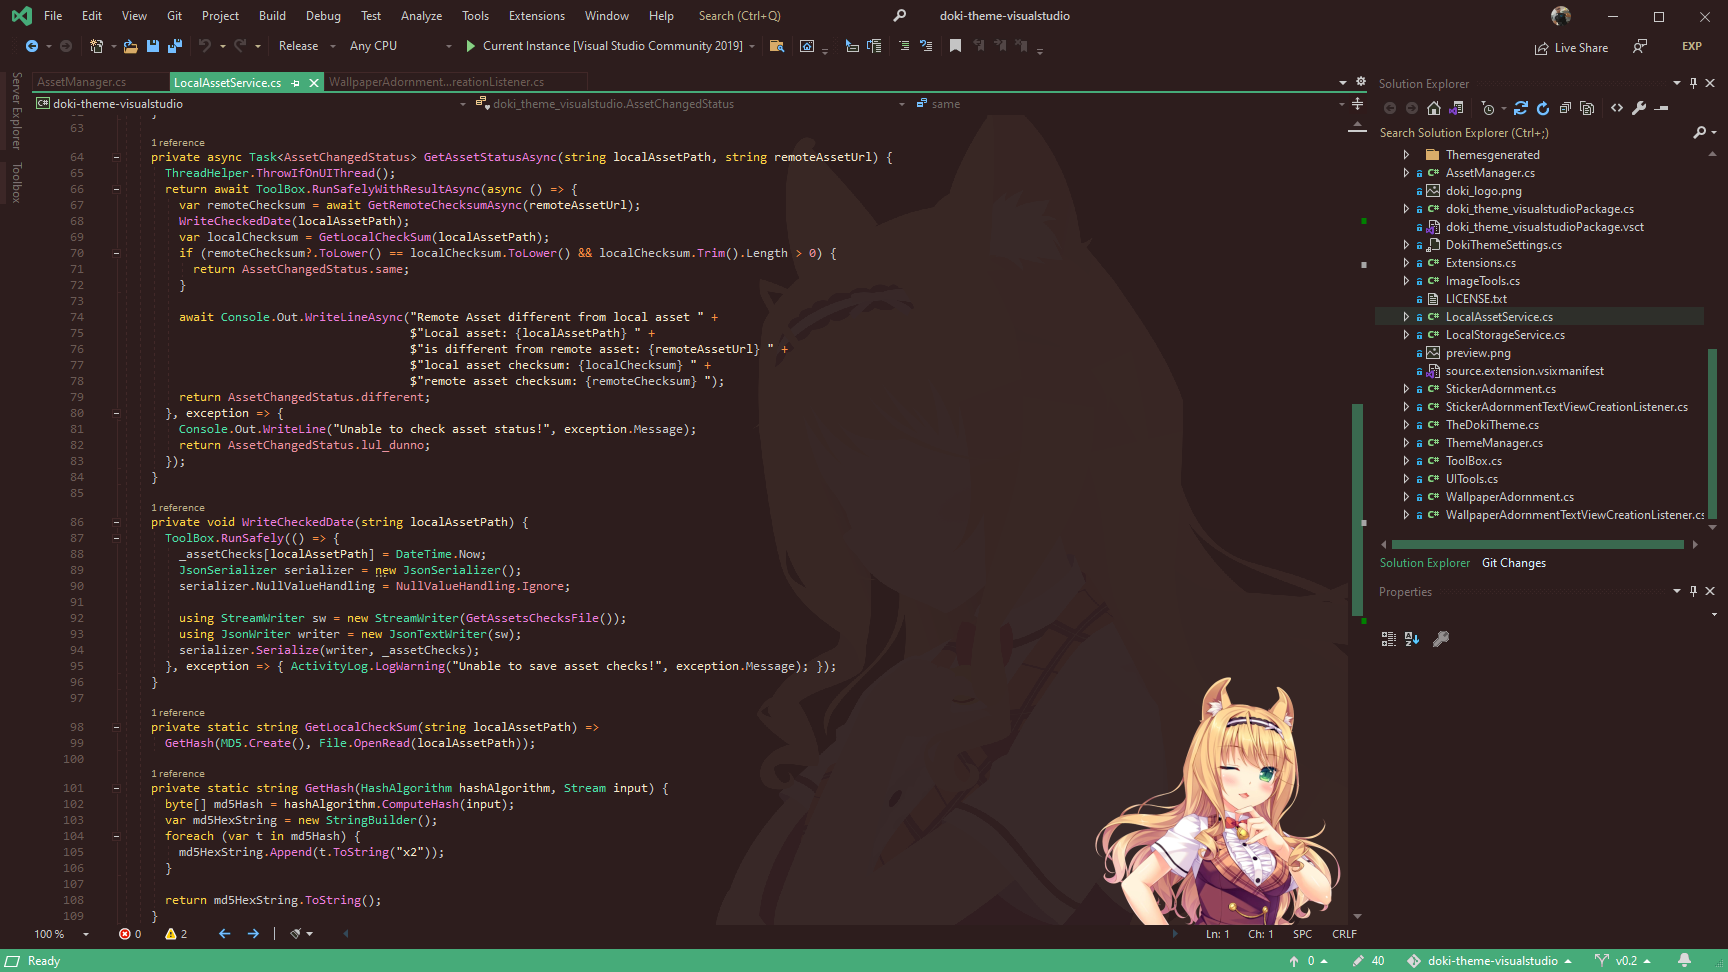 File Edit View Git Project Build Debug Test Analyze Tools Extensions Window Help Search (Ctrl+Q) doki-theme-visualstudio
Release Any CPU Current Instance [Visual Studio Community 2019] Live Share EXP
Server Explorer
Toolbox
AssetManager.cs LocalAssetService.cs WallpaperAdornment...reationListener.cs
doki-theme-visualstudio doki_theme_visualstudio.AssetChangedStatus same
63
1 reference
64 private async Task<AssetChangedStatus> GetAssetStatusAsync(string localAssetPath, string remoteAssetUrl) {
65 ThreadHelper.ThrowIfOnUIThread();
66 return await ToolBox.RunSafelyWithResultAsync(async () => {
67 var remoteChecksum = await GetRemoteChecksumAsync(remoteAssetUrl);
68 WriteCheckedDate(localAssetPath);
69 var localChecksum = GetLocalCheckSum(localAssetPath);
70 if (remoteChecksum?.ToLower() == localChecksum.ToLower() && localChecksum.Trim().Length > 0) {
71 return AssetChangedStatus.same;
72 }
73
74 await Console.Out.WriteLineAsync("Remote Asset different from local asset " +
75 $"Local asset: {localAssetPath} " +
76 $"is different from remote asset: {remoteAssetUrl} " +
77 $"local asset checksum: {localChecksum} " +
78 $"remote asset checksum: {remoteChecksum} ");
79 return AssetChangedStatus.different;
80 }, exception => {
81 Console.Out.WriteLine("Unable to check asset status!", exception.Message);
82 return AssetChangedStatus.lul_dunno;
83 });
84 }
85
1 reference
86 private void WriteCheckedDate(string localAssetPath) {
87 ToolBox.RunSafely(() => {
88 _assetChecks[localAssetPath] = DateTime.Now;
89 JsonSerializer serializer = new JsonSerializer();
90 serializer.NullValueHandling = NullValueHandling.Ignore;
91
92 using StreamWriter sw = new StreamWriter(GetAssetsChecksFile());
93 using JsonWriter writer = new JsonTextWriter(sw);
94 serializer.Serialize(writer, _assetChecks);
95 }, exception => { ActivityLog.LogWarning("Unable to save asset checks!", exception.Message); });
96 }
97
1 reference
98 private static string GetLocalCheckSum(string localAssetPath) =>
99 GetHash(MD5.Create(), File.OpenRead(localAssetPath));
100
1 reference
101 private static string GetHash(HashAlgorithm hashAlgorithm, Stream input) {
102 byte[] md5Hash = hashAlgorithm.ComputeHash(input);
103 var md5HexString = new StringBuilder();
104 foreach (var t in md5Hash) {
105 md5HexString.Append(t.ToString("x2"));
106 }
107
108 return md5HexString.ToString();
109 }
100 % 0 2 Ln: 1 Ch: 1 SPC CRLF
Solution Explorer
Search Solution Explorer (Ctrl+;)
Themesgenerated
C# AssetManager.cs
doki_logo.png
C# doki_theme_visualstudioPackage.cs
doki_theme_visualstudioPackage.vsct
DokiThemeSettings.cs
C# Extensions.cs
C# ImageTools.cs
LICENSE.txt
C# LocalAssetService.cs
C# LocalStorageService.cs
preview.png
source.extension.vsixmanifest
C# StickerAdornment.cs
C# StickerAdornmentTextViewCreationListener.cs
C# TheDokiTheme.cs
C# ThemeManager.cs
C# ToolBox.cs
C# UITools.cs
C# WallpaperAdornment.cs
C# WallpaperAdornmentTextViewCreationListener.cs
Solution Explorer Git Changes
Properties
Ready 0 40 doki-theme-visualstudio v0.2